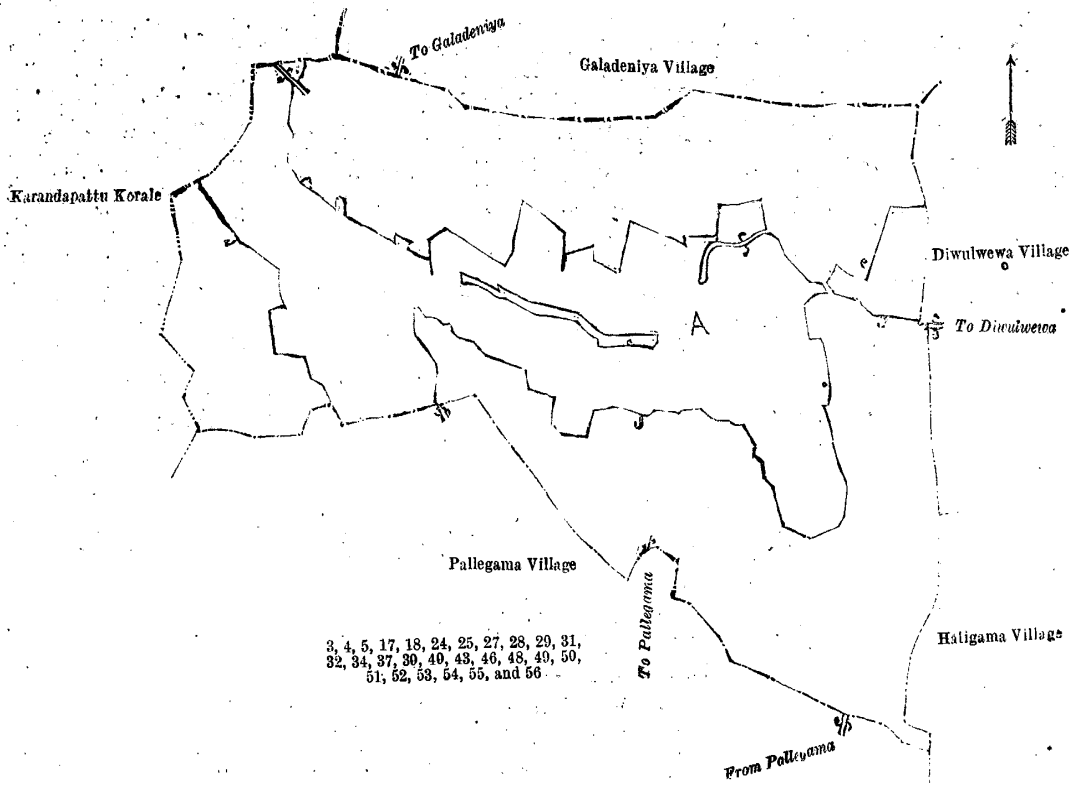 To Galadeniya
Galadeniya Village
Karandapattu Korale
Diwulwewa Village
To Diwulwewa
A
Pallegama Village
To Pallegama
Haligama Village
3, 4, 5, 17, 18, 24, 25, 27, 28, 29, 31,
32, 34, 37, 39, 40, 43, 46, 48, 49, 50,
51, 52, 53, 54, 55, and 56
From Pallegama